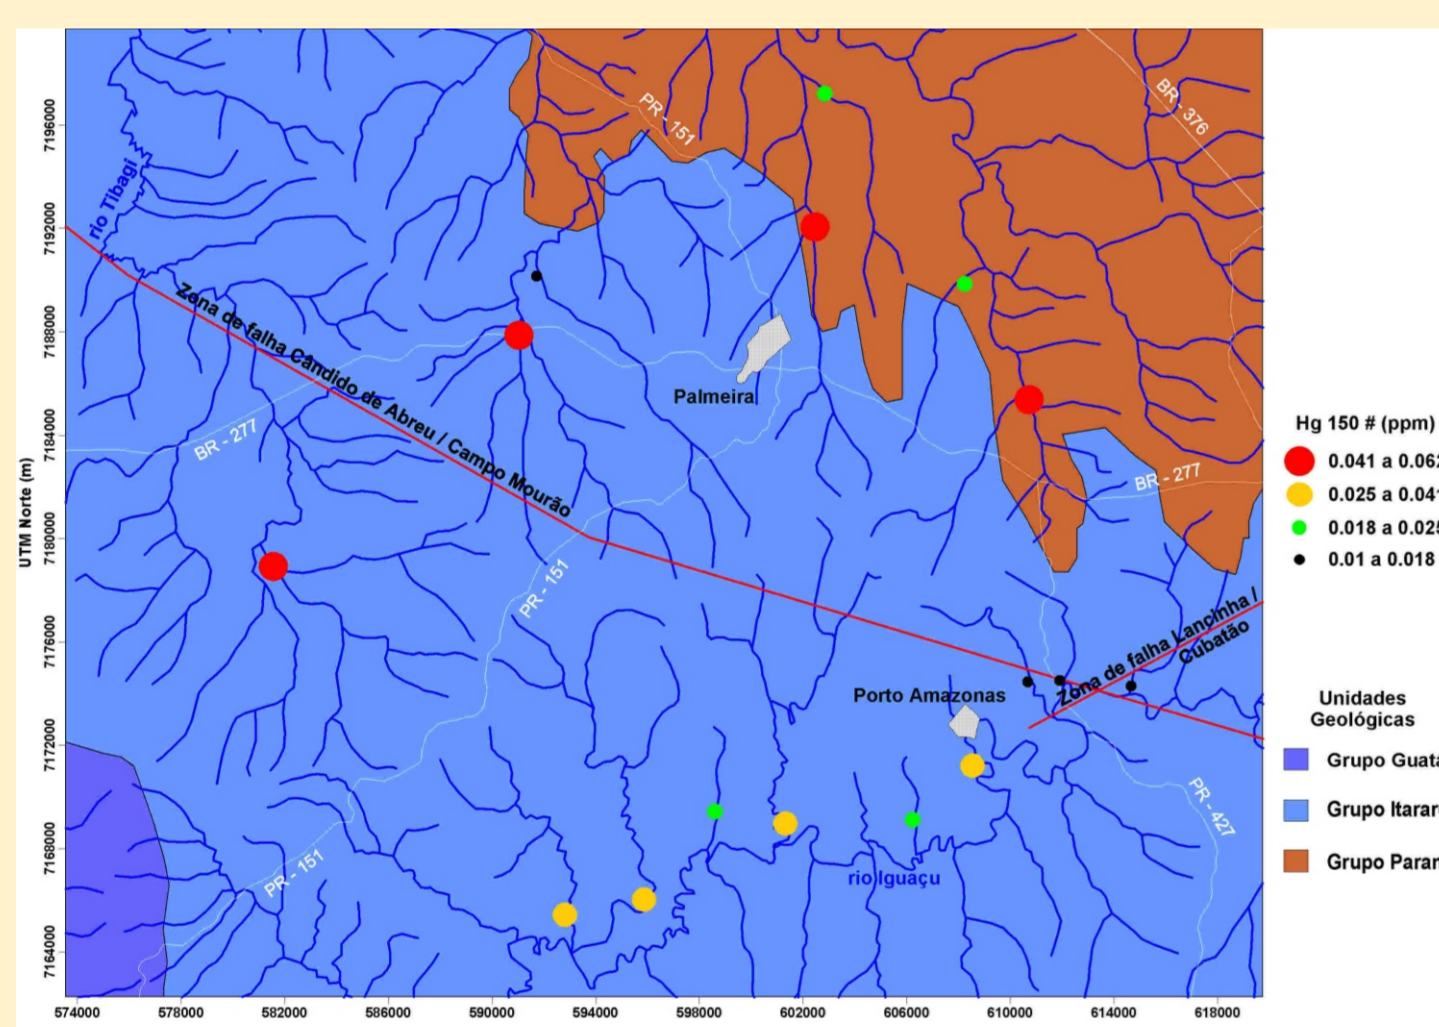 PR - 151
BR - 376
7196000
rio Tibagi
7192000
Zona de falha Cândido de Abreu / Campo Mourão
7188000
Palmeira
BR - 277
7184000
Hg 150 # (ppm)
0.041 a 0.062
UTM Norte (m)
BR - 277
0.025 a 0.041
7180000
0.018 a 0.025
0.01 a 0.018
PR - 151
7176000
Zona de falha Lancinha /
Cubatão
Porto Amazonas
Unidades
Geológicas
7172000
Grupo Guatá
PR - 427
Grupo Itarar
7168000
PR - 151
rio Iguaçu
Grupo Paran
7164000
574000 578000 582000 586000 590000 594000 598000 602000 606000 610000 614000 618000